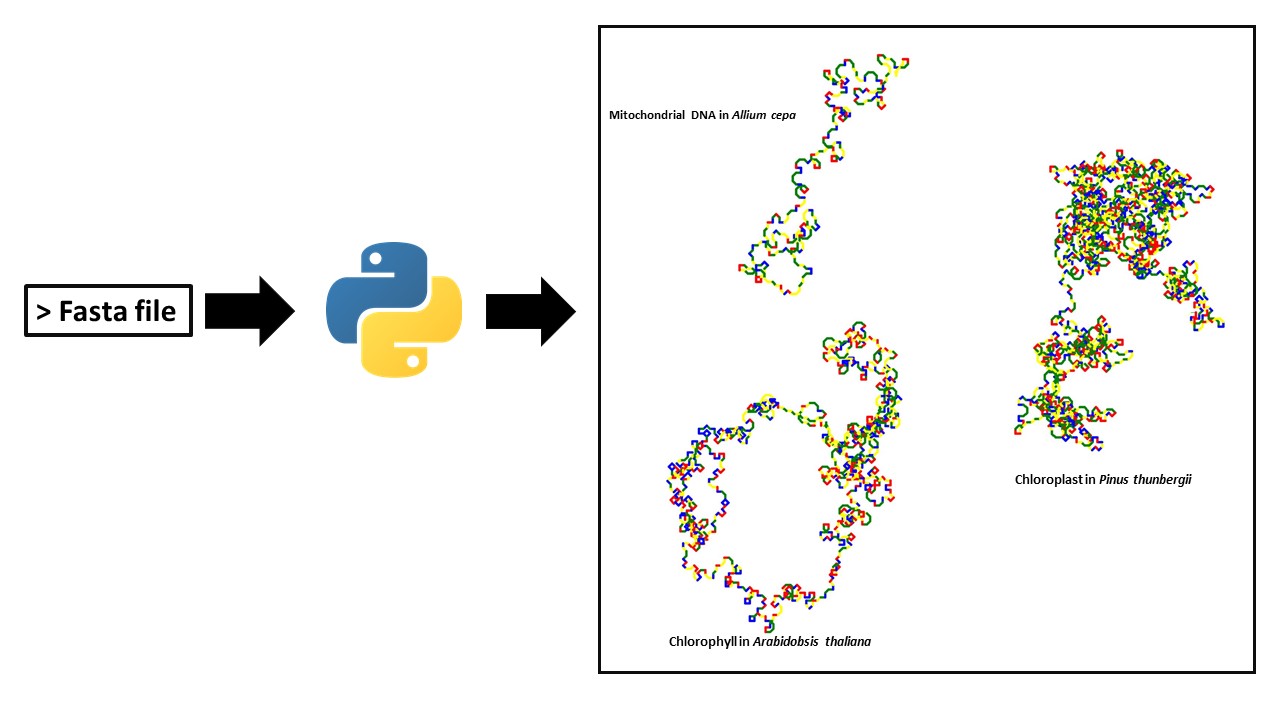 > Fasta file
Mitochondrial DNA in Allium cepa
Chloroplast in Pinus thunbergii
Chlorophyll in Arabidobsis thaliana